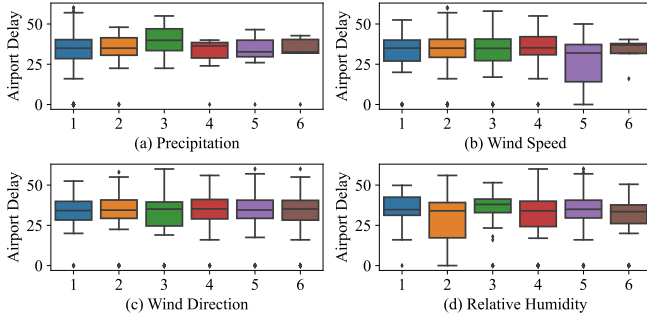 Airport Delay
50
25
0
1 2 3 4 5 6
(a) Precipitation
Airport Delay
50
25
0
1 2 3 4 5 6
(b) Wind Speed
Airport Delay
50
25
0
1 2 3 4 5 6
(c) Wind Direction
Airport Delay
50
25
0
1 2 3 4 5 6
(d) Relative Humidity